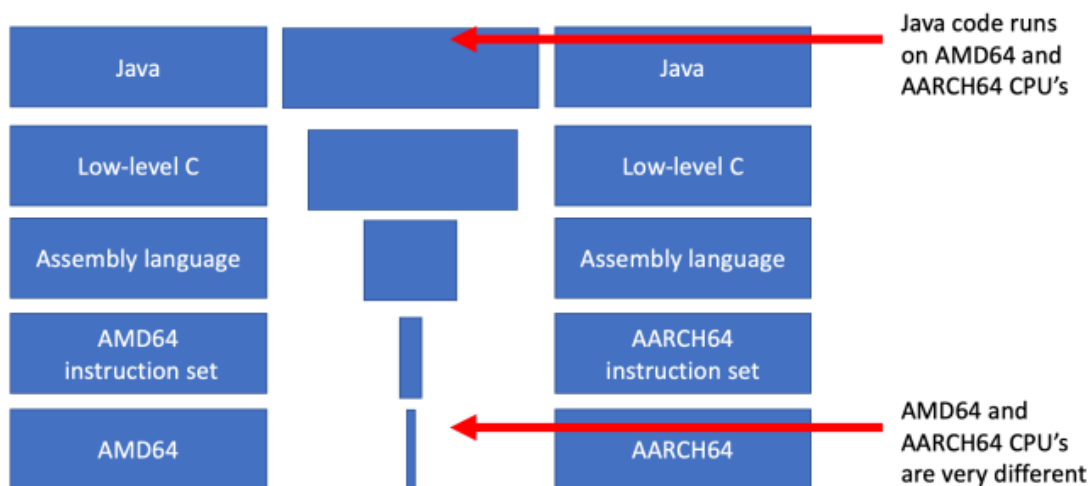 Java
Java
Java code runs
on AMD64 and
AARCH64 CPU's
Low-level C
Low-level C
Assembly language
Assembly language
AMD64
instruction set
AARCH64
instruction set
AMD64
AARCH64
AMD64 and
AARCH64 CPU's
are very different